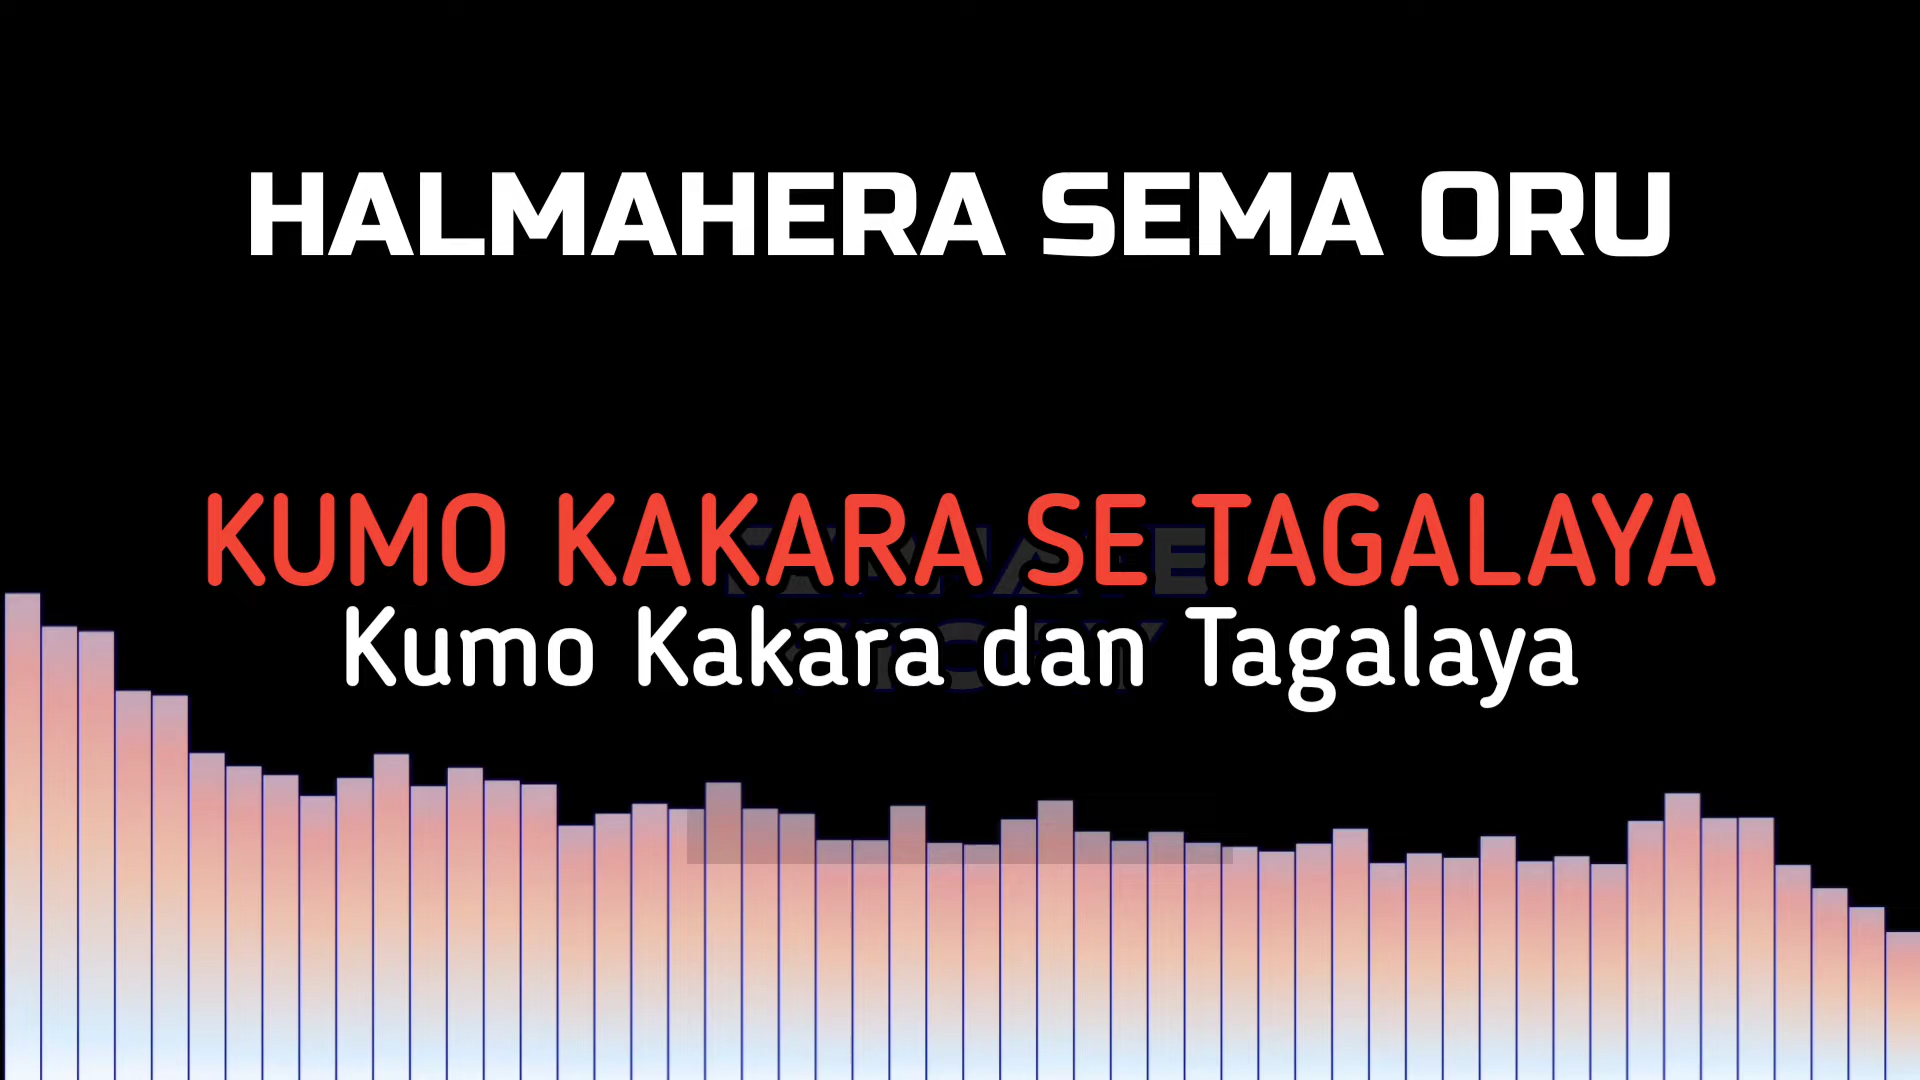 HALMAHERA SEMA ORU
KUMO KAKARA SE TAGALAYA
Kumo Kakara dan Tagalaya